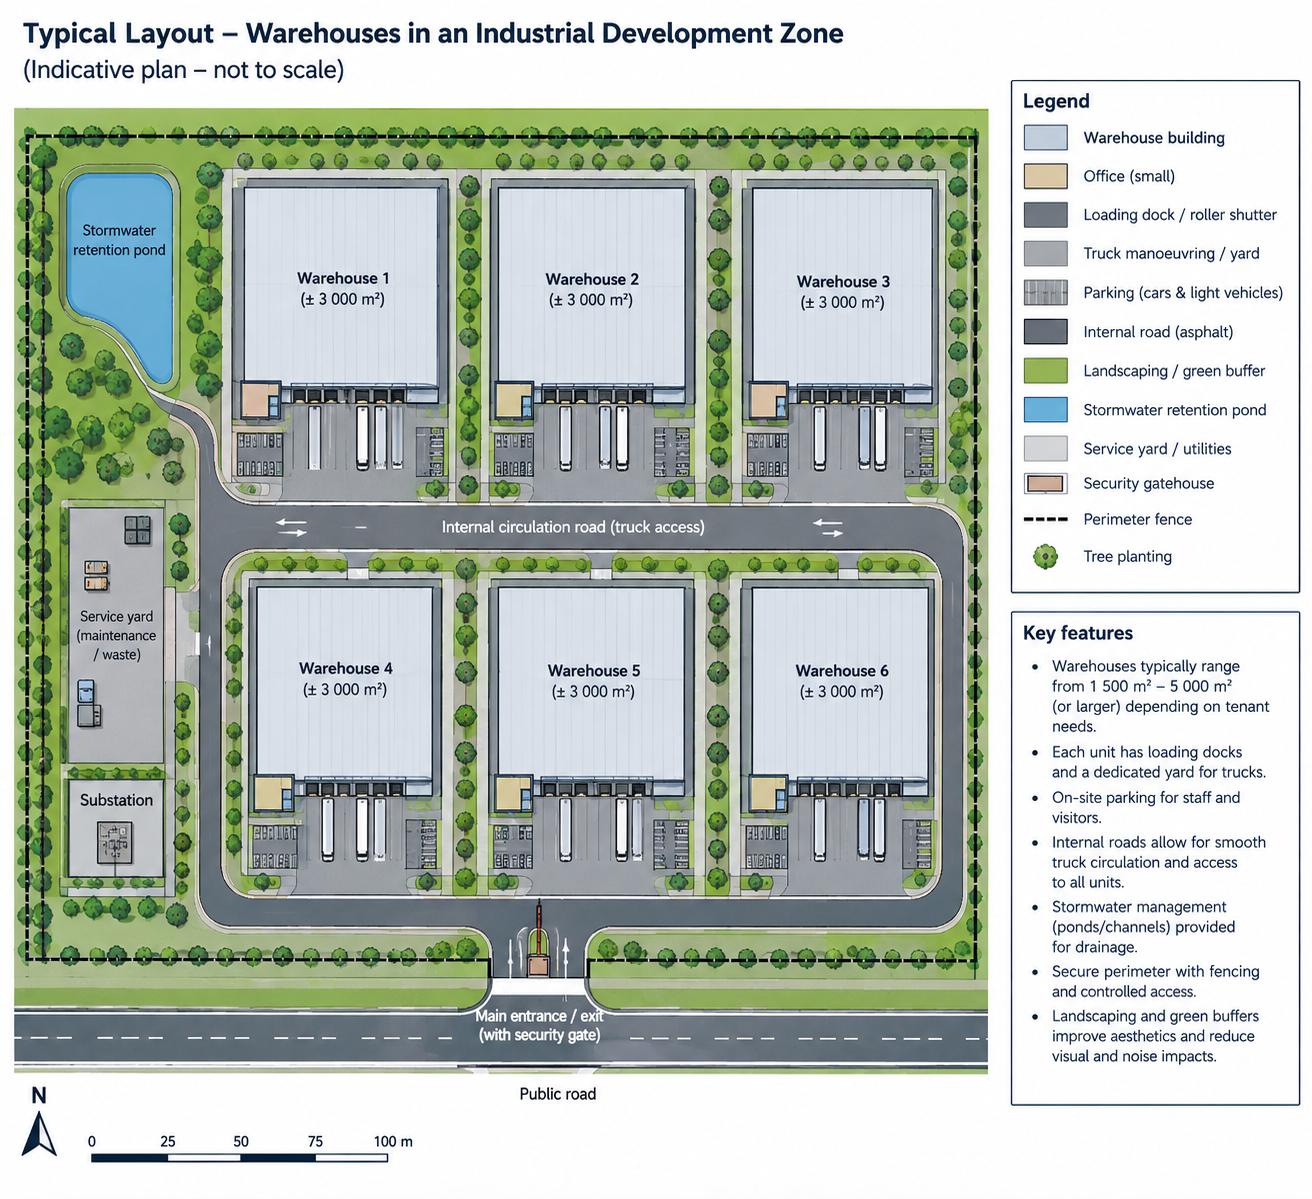 Typical Layout – Warehouses in an Industrial Development Zone
(Indicative plan – not to scale)
Stormwater
retention pond
Warehouse 1
(± 3 000 m²)
Warehouse 2
(± 3 000 m²)
Warehouse 3
(± 3 000 m²)
Internal circulation road (truck access)
Service yard
(maintenance
/ waste)
Warehouse 4
(± 3 000 m²)
Warehouse 5
(± 3 000 m²)
Warehouse 6
(± 3 000 m²)
Substation
Main entrance / exit
(with security gate)
Public road
N
0 25 50 75 100 m
Legend
Warehouse building
Office (small)
Loading dock / roller shutter
Truck manoeuvring / yard
Parking (cars & light vehicles)
Internal road (asphalt)
Landscaping / green buffer
Stormwater retention pond
Service yard / utilities
Security gatehouse
Perimeter fence
Tree planting
Key features
• Warehouses typically range
from 1 500 m² – 5 000 m²
(or larger) depending on tenant
needs.
• Each unit has loading docks
and a dedicated yard for trucks.
• On-site parking for staff and
visitors.
• Internal roads allow for smooth
truck circulation and access
to all units.
• Stormwater management
(ponds/channels) provided
for drainage.
• Secure perimeter with fencing
and controlled access.
• Landscaping and green buffers
improve aesthetics and reduce
visual and noise impacts.